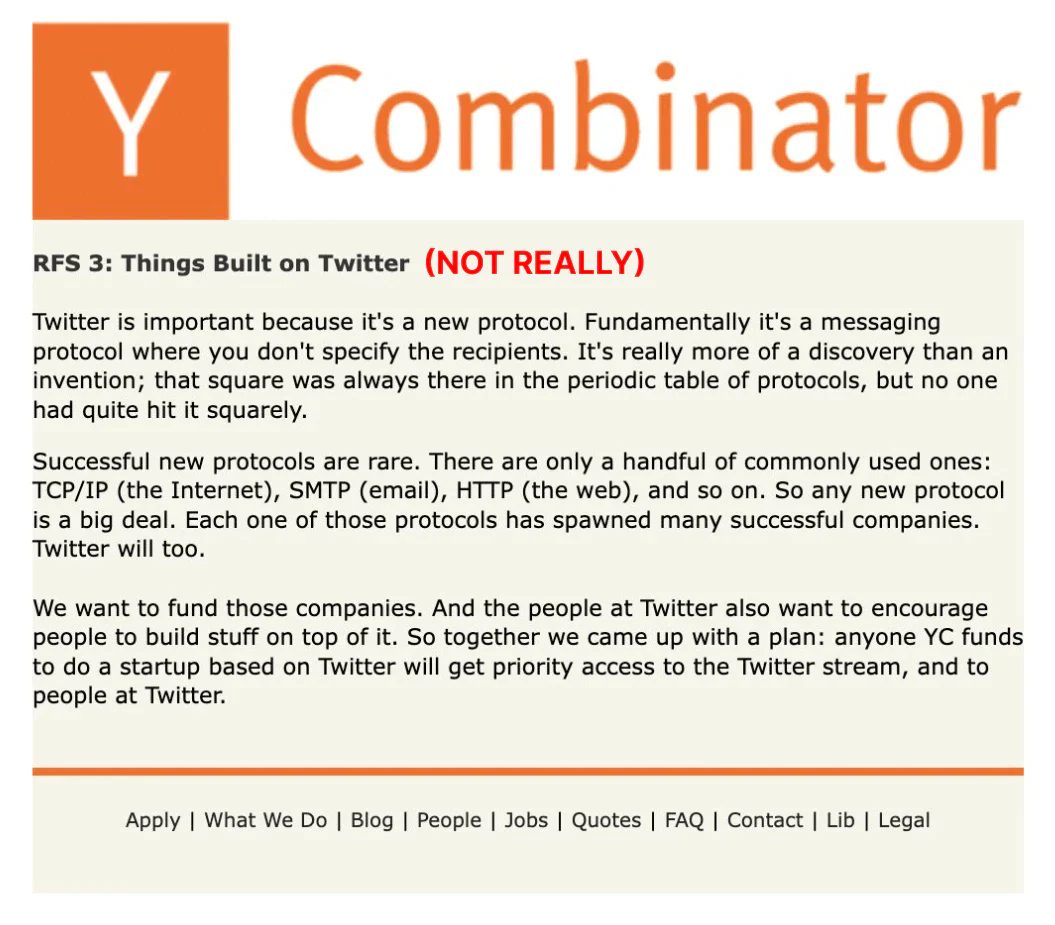 Y Combinator
RFS 3: Things Built on Twitter (NOT REALLY)
Twitter is important because it's a new protocol. Fundamentally it's a messaging
protocol where you don't specify the recipients. It's really more of a discovery than an
invention; that square was always there in the periodic table of protocols, but no one
had quite hit it squarely.
Successful new protocols are rare. There are only a handful of commonly used ones:
TCP/IP (the Internet), SMTP (email), HTTP (the web), and so on. So any new protocol
is a big deal. Each one of those protocols has spawned many successful companies.
Twitter will too.
We want to fund those companies. And the people at Twitter also want to encourage
people to build stuff on top of it. So together we came up with a plan: anyone YC funds
to do a startup based on Twitter will get priority access to the Twitter stream, and to
people at Twitter.
Apply | What We Do | Blog | People | Jobs | Quotes | FAQ | Contact | Lib | Legal